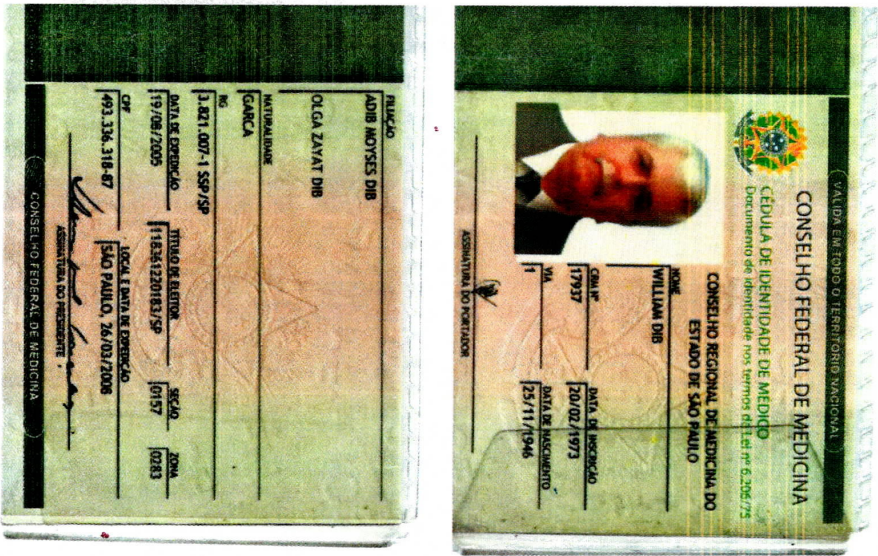 VÁLIDA EM TODO O TERRITÓRIO NACIONAL
CONSELHO FEDERAL DE MEDICINA
CÉDULA DE IDENTIDADE DE MÉDICO
Documento de identidade nos termos da Lei nº 6.206/75
CONSELHO REGIONAL DE MEDICINA DO
ESTADO DE SÃO PAULO
NOME
WILLIAM DIB
CRM Nº DATA DE INSCRIÇÃO
17937 20/02/1973
VIA DATA DE NASCIMENTO
1 25/11/1946
ASSINATURA DO PORTADOR
FILIAÇÃO
ADIB MOYSES DIB
OLGA ZAYAT DIB
NATURALIDADE
GARCA
RG
3.821.007-1 SSP/SP
DATA DE EXPEDIÇÃO TÍTULO DE ELEITOR SEÇÃO ZONA
19/08/2005 118361220183/SP 0157 0283
CPF LOCAL E DATA DE EXPEDIÇÃO
493.336.318-87 SÃO PAULO, 26/03/2008
ASSINATURA DO PRESIDENTE
CONSELHO FEDERAL DE MEDICINA